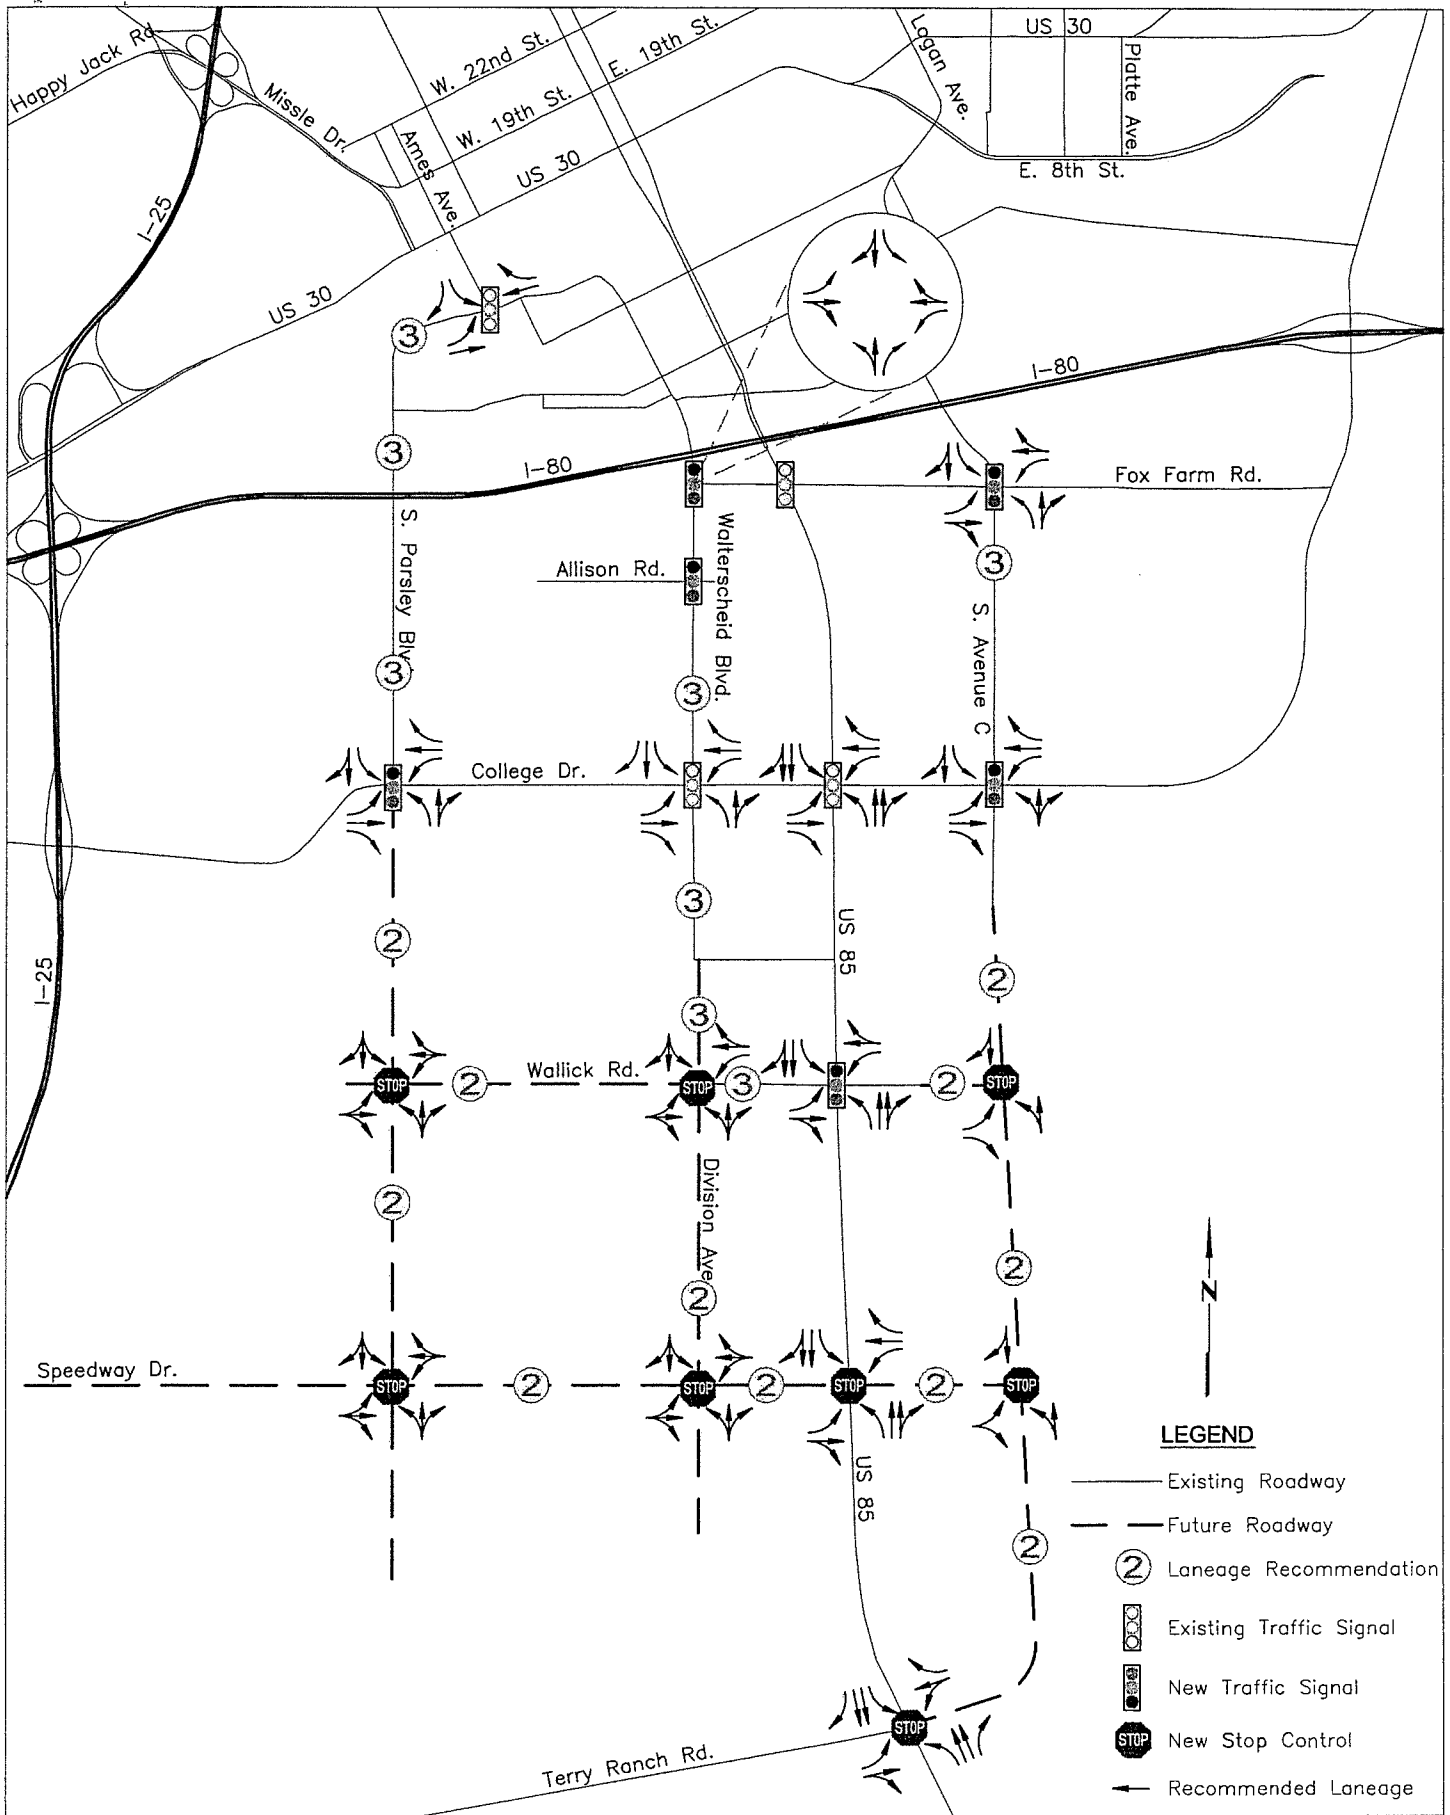 US 30
Happy Jack Rd.
W. 22nd St.
E. 19th St.
Logan Ave.
Platte Ave.
Missle Dr.
W. 19th St.
Ames Ave.
US 30
E. 8th St.
I-25
US 30
3
I-80
3
I-80
Fox Farm Rd.
S. Parsley Blvd.
Walterscheid Blvd.
Allison Rd.
3
S. Avenue C
3
3
College Dr.
3
US 85
2
2
I-25
3
Wallick Rd.
STOP
2
STOP
3
2
STOP
Division Ave.
2
2
2
N
Speedway Dr.
STOP
2
STOP
2
STOP
2
STOP
US 85
2
LEGEND
Existing Roadway
Future Roadway
2 Laneage Recommendation
Existing Traffic Signal
New Traffic Signal
STOP New Stop Control
Recommended Laneage
STOP
Terry Ranch Rd.